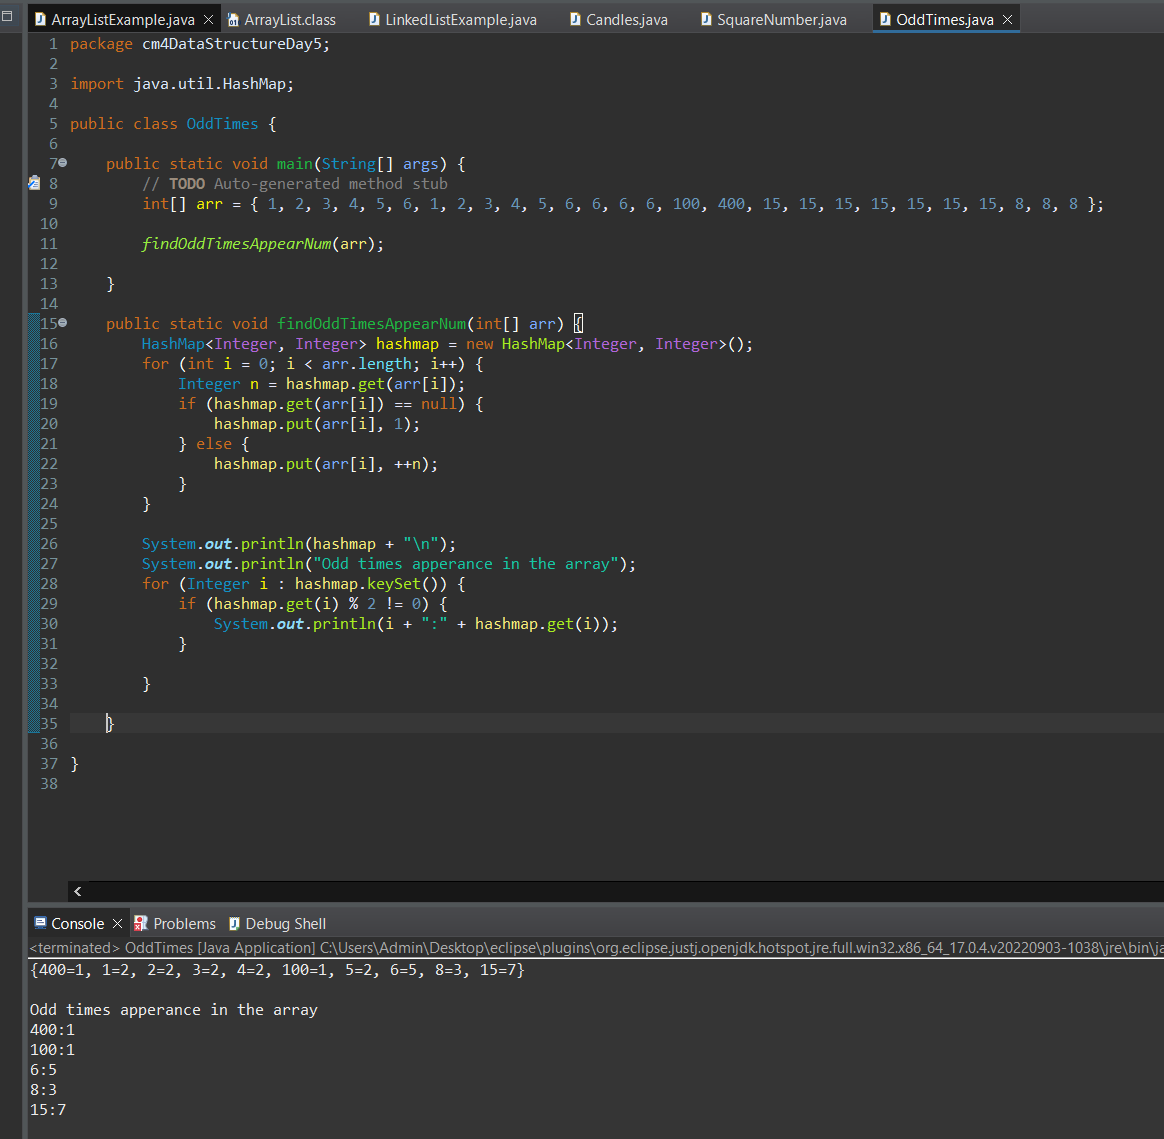 ArrayListExample.java ArrayList.class LinkedListExample.java Candles.java SquareNumber.java OddTimes.java
1 package cm4DataStructureDay5;
2
3 import java.util.HashMap;
4
5 public class OddTimes {
6
7 public static void main(String[] args) {
8 // TODO Auto-generated method stub
9 int[] arr = { 1, 2, 3, 4, 5, 6, 1, 2, 3, 4, 5, 6, 6, 6, 6, 100, 400, 15, 15, 15, 15, 15, 15, 15, 8, 8, 8 };
10
11 findOddTimesAppearNum(arr);
12
13 }
14
15 public static void findOddTimesAppearNum(int[] arr) {
16 HashMap<Integer, Integer> hashmap = new HashMap<Integer, Integer>();
17 for (int i = 0; i < arr.length; i++) {
18 Integer n = hashmap.get(arr[i]);
19 if (hashmap.get(arr[i]) == null) {
20 hashmap.put(arr[i], 1);
21 } else {
22 hashmap.put(arr[i], ++n);
23 }
24 }
25
26 System.out.println(hashmap + "\n");
27 System.out.println("Odd times apperance in the array");
28 for (Integer i : hashmap.keySet()) {
29 if (hashmap.get(i) % 2 != 0) {
30 System.out.println(i + ":" + hashmap.get(i));
31 }
32
33 }
34
35 }
36
37 }
38
Console Problems Debug Shell
<terminated> OddTimes [Java Application] C:\Users\Admin\Desktop\eclipse\plugins\org.eclipse.justj.openjdk.hotspot.jre.full.win32.x86_64_17.0.4.v20220903-1038\jre\bin\ja
{400=1, 1=2, 2=2, 3=2, 4=2, 100=1, 5=2, 6=5, 8=3, 15=7}
Odd times apperance in the array
400:1
100:1
6:5
8:3
15:7